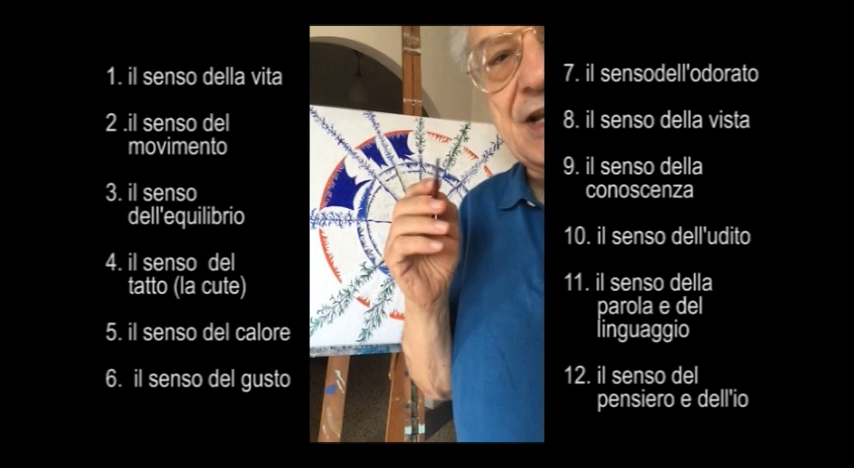 1. il senso della vita
2 .il senso del
movimento
3. il senso
dell'equilibrio
4. il senso  del
tatto (la cute)
5. il senso del calore
6.  il senso del gusto
7. il sensodell'odorato
8. il senso della vista
9. il senso della
conoscenza
10. il senso dell'udito
11. il senso della
parola e del
linguaggio
12. il senso del
pensiero e dell'io